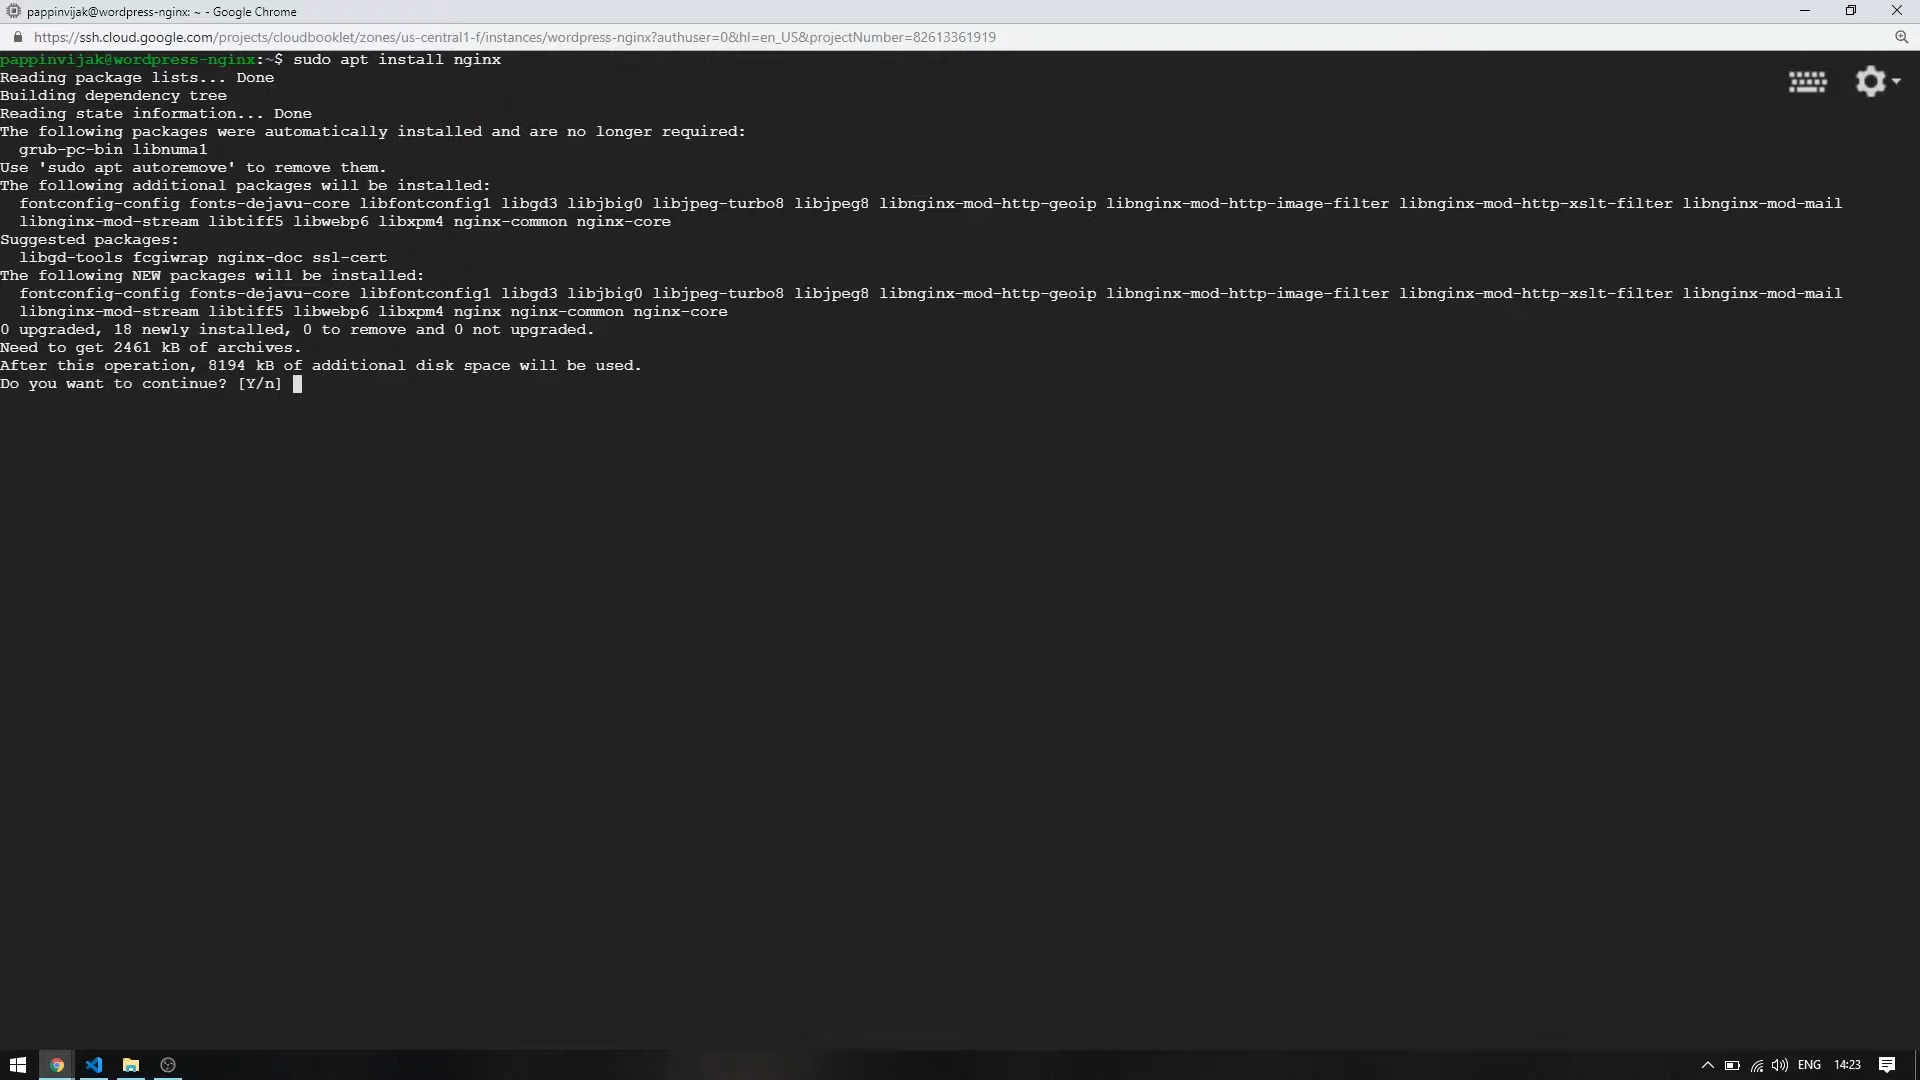 pappinvijak@wordpress-nginx: ~ - Google Chrome
https://ssh.cloud.google.com/projects/cloudbooklet/zones/us-central1-f/instances/wordpress-nginx?authuser=0&hl=en_US&projectNumber=82613361919
pappinvijak@wordpress-nginx:~$ sudo apt install nginx
Reading package lists... Done
Building dependency tree
Reading state information... Done
The following packages were automatically installed and are no longer required:
  grub-pc-bin libnuma1
Use 'sudo apt autoremove' to remove them.
The following additional packages will be installed:
  fontconfig-config fonts-dejavu-core libfontconfig1 libgd3 libjbig0 libjpeg-turbo8 libjpeg8 libnginx-mod-http-geoip libnginx-mod-http-image-filter libnginx-mod-http-xslt-filter libnginx-mod-mail
  libnginx-mod-stream libtiff5 libwebp6 libxpm4 nginx-common nginx-core
Suggested packages:
  libgd-tools fcgiwrap nginx-doc ssl-cert
The following NEW packages will be installed:
  fontconfig-config fonts-dejavu-core libfontconfig1 libgd3 libjbig0 libjpeg-turbo8 libjpeg8 libnginx-mod-http-geoip libnginx-mod-http-image-filter libnginx-mod-http-xslt-filter libnginx-mod-mail
  libnginx-mod-stream libtiff5 libwebp6 libxpm4 nginx nginx-common nginx-core
0 upgraded, 18 newly installed, 0 to remove and 0 not upgraded.
Need to get 2461 kB of archives.
After this operation, 8194 kB of additional disk space will be used.
Do you want to continue? [Y/n]
ENG 14:23